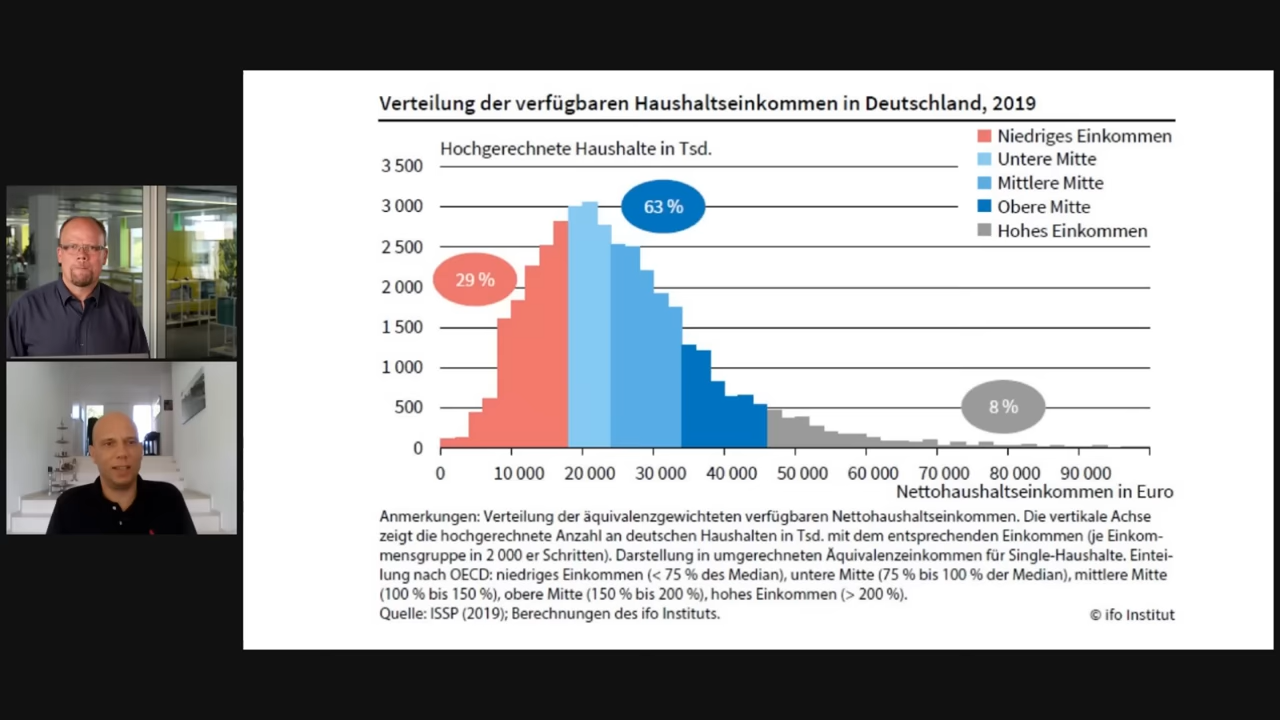 Verteilung der verfügbaren Haushaltseinkommen in Deutschland, 2019
Hochgerechnete Haushalte in Tsd.
Niedriges Einkommen
Untere Mitte
Mittlere Mitte
Obere Mitte
Hohes Einkommen
3 500
3 000
2 500
2 000
1 500
1 000
500
0
63 %
29 %
8 %
0 10 000 20 000 30 000 40 000 50 000 60 000 70 000 80 000 90 000
Nettohaushaltseinkommen in Euro
Anmerkungen: Verteilung der äquivalenzgewichteten verfügbaren Nettohaushaltseinkommen. Die vertikale Achse
zeigt die hochgerechnete Anzahl an deutschen Haushalten in Tsd. mit dem entsprechenden Einkommen (je Einkom-
mensgruppe in 2 000 er Schritten). Darstellung in umgerechneten Äquivalenzeinkommen für Single-Haushalte. Eintei-
lung nach OECD: niedriges Einkommen (< 75 % des Median), untere Mitte (75 % bis 100 % der Median), mittlere Mitte
(100 % bis 150 %), obere Mitte (150 % bis 200 %), hohes Einkommen (> 200 %).
Quelle: ISSP (2019); Berechnungen des ifo Instituts.
© ifo Institut